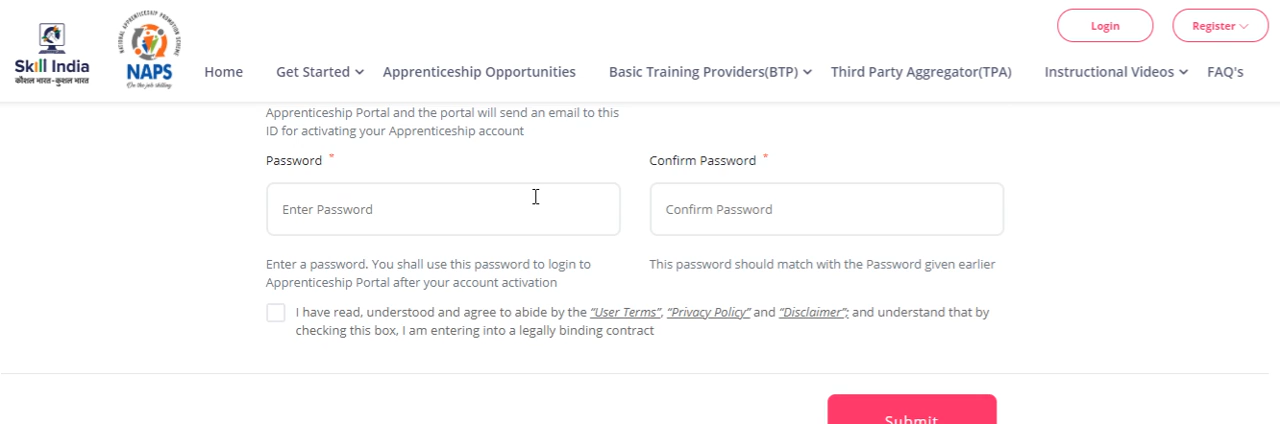 Login
Register
Skill India
कौशल भारत-कुशल भारत
NATIONAL APPRENTICESHIP PROMOTION SCHEME
NAPS
On the job skilling
Home
Get Started
Apprenticeship Opportunities
Basic Training Providers(BTP)
Third Party Aggregator(TPA)
Instructional Videos
FAQ's
Apprenticeship Portal and the portal will send an email to this
ID for activating your Apprenticeship account
Password *
Confirm Password *
Enter Password
Confirm Password
Enter a password. You shall use this password to login to
Apprenticeship Portal after your account activation
This password should match with the Password given earlier
I have read, understood and agree to abide by the “User Terms”, “Privacy Policy” and “Disclaimer”; and understand that by
checking this box, I am entering into a legally binding contract
Submit